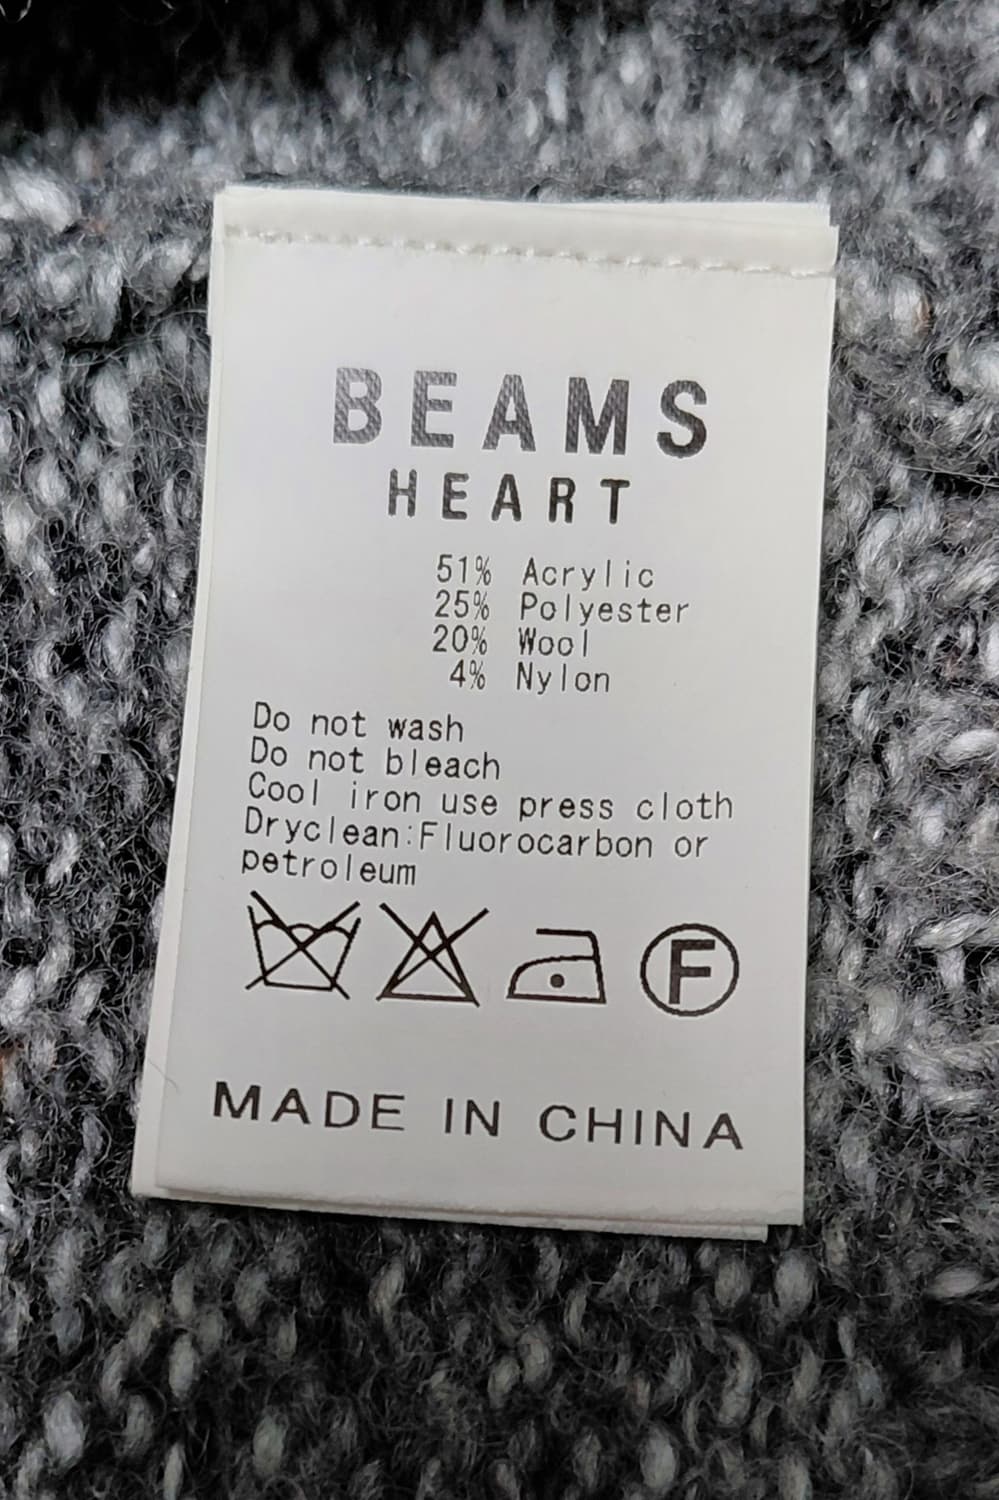 BEAMS
HEART
51% Acrylic
25% Polyester
20% Wool
4% Nylon
Do not wash
Do not bleach
Cool iron use press cloth
Dryclean:Fluorocarbon or
petroleum
F
MADE IN CHINA